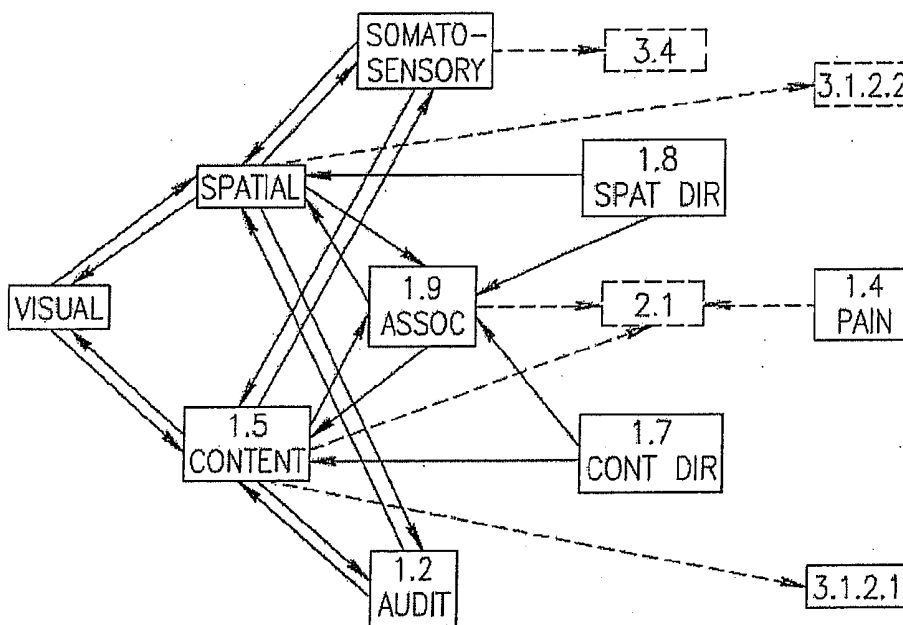 SOMATO-
SENSORY
3.4
3.1.2.2
1.8
SPAT DIR
SPATIAL
1.9
ASSOC
2.1
1.4
PAIN
VISUAL
1.5
CONTENT
1.7
CONT DIR
1.2
AUDIT
3.1.2.1